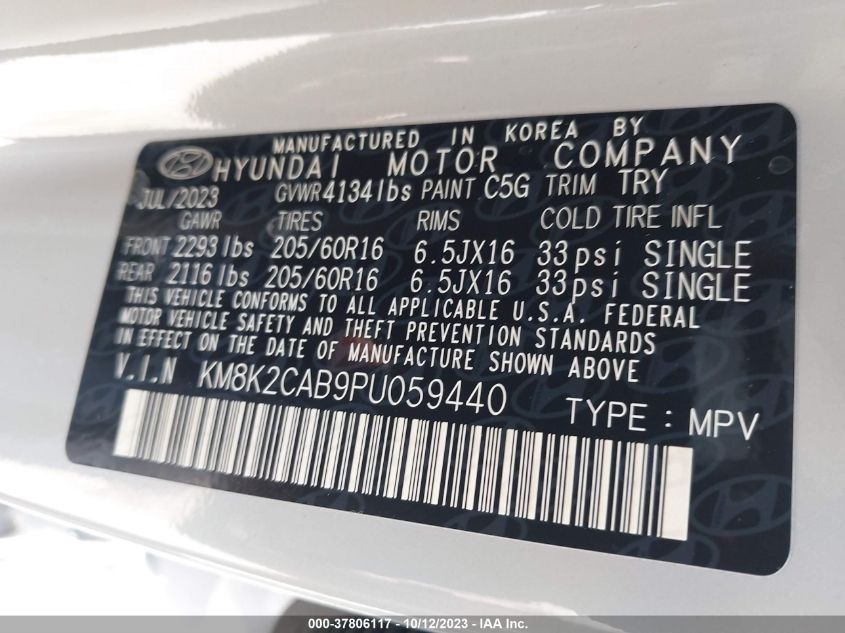 MANUFACTURED IN KOREA BY
HYUNDAI MOTOR COMPANY
JUL/2023 GVWR 4134lbs PAINT C5G TRIM TRY
GAWR TIRES RIMS COLD TIRE INFL
FRONT 2293lbs 205/60R16 6.5JX16 33psi SINGLE
REAR 2116lbs 205/60R16 6.5JX16 33psi SINGLE
THIS VEHICLE CONFORMS TO ALL APPLICABLE U.S.A. FEDERAL
MOTOR VEHICLE SAFETY AND THEFT PREVENTION STANDARDS
IN EFFECT ON THE DATE OF MANUFACTURE SHOWN ABOVE
V.I.N KM8K2CAB9PU059440 TYPE : MPV
000-37806117 - 10/12/2023 - IAA Inc.